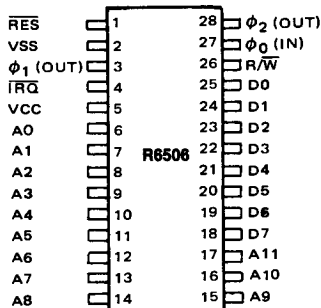 R̅E̅S̅ 1 28 ϕ2 (OUT)
VSS 2 27 ϕ0 (IN)
ϕ1 (OUT) 3 26 R/W̅
I̅R̅Q̅ 4 25 D0
VCC 5 24 D1
A0 6 23 D2
A1 7 22 D3
R6506
A2 8 21 D4
A3 9 20 D5
A4 10 19 D6
A5 11 18 D7
A6 12 17 A11
A7 13 16 A10
A8 14 15 A9